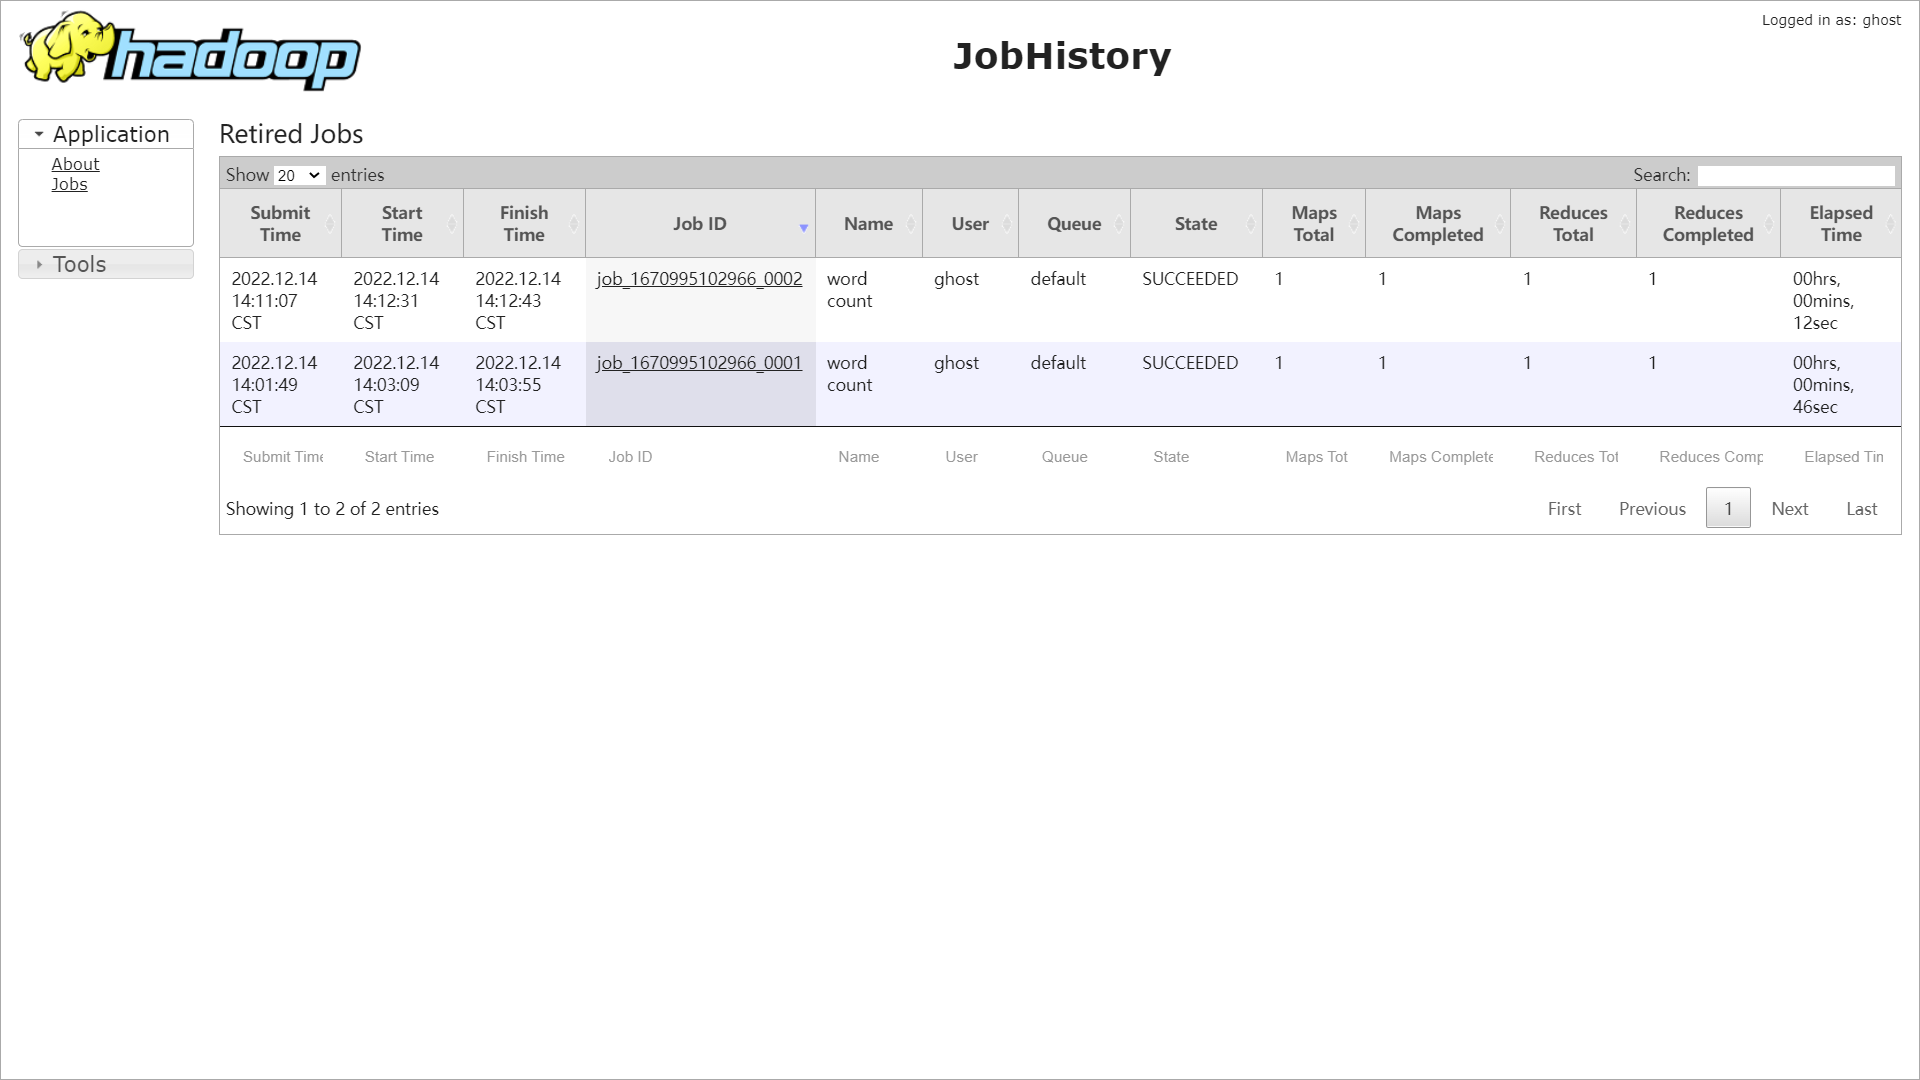 hadoop
Logged in as: ghost
JobHistory
Application
About
Jobs
Tools
Retired Jobs
Show 20 entries
Search:
Submit Time Start Time Finish Time Job ID Name User Queue State Maps Total Maps Completed Reduces Total Reduces Completed Elapsed Time
2022.12.14 14:11:07 CST 2022.12.14 14:12:31 CST 2022.12.14 14:12:43 CST job_1670995102966_0002 word count ghost default SUCCEEDED 1 1 1 1 00hrs, 00mins, 12sec
2022.12.14 14:01:49 CST 2022.12.14 14:03:09 CST 2022.12.14 14:03:55 CST job_1670995102966_0001 word count ghost default SUCCEEDED 1 1 1 1 00hrs, 00mins, 46sec
Submit Time Start Time Finish Time Job ID Name User Queue State Maps Tot Maps Complete Reduces Tot Reduces Comp Elapsed Tin
Showing 1 to 2 of 2 entries
First Previous 1 Next Last